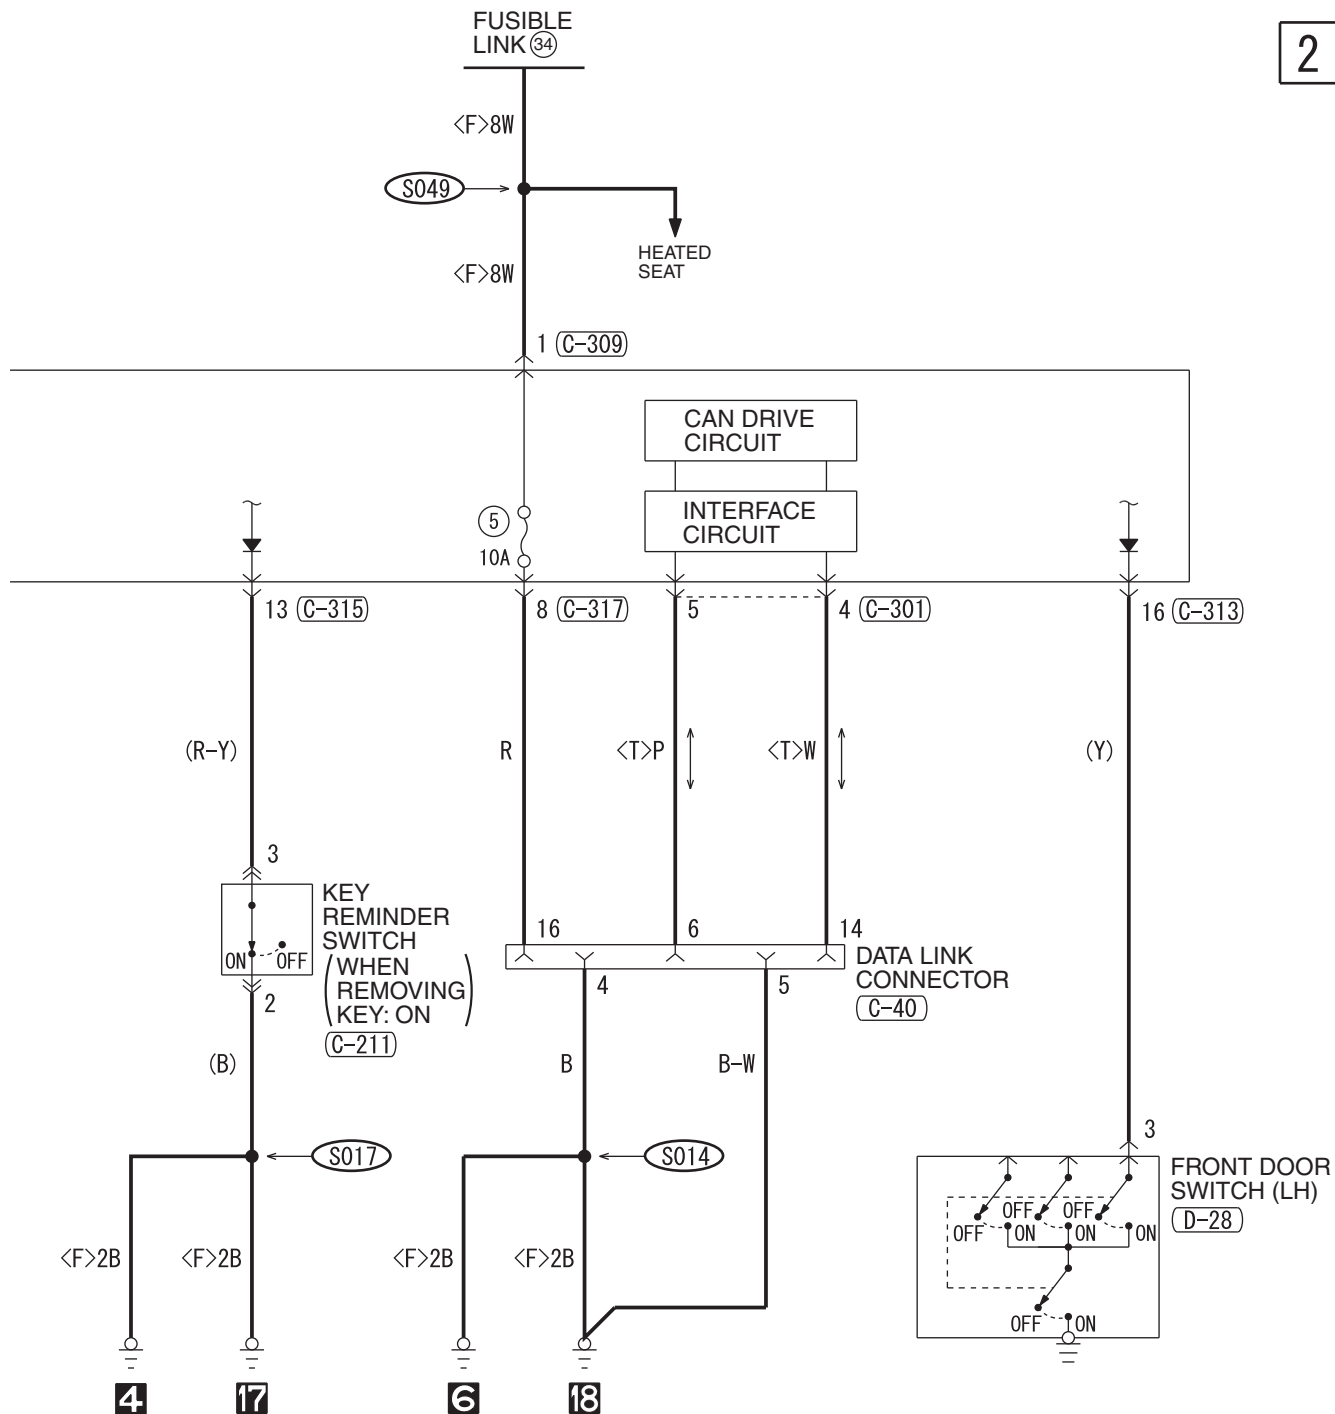 FUSIBLE
LINK 34
2
<F>8W
S049
HEATED
SEAT
<F>8W
1 C-309
CAN DRIVE
CIRCUIT
INTERFACE
CIRCUIT
5
10A
13 C-315
8 C-317
5
4 C-301
16 C-313
(R-Y)
R
<T>P
<T>W
(Y)
3
KEY
REMINDER
SWITCH
(WHEN
REMOVING
KEY: ON)
C-211
ON OFF
2
16
6
14
4
5
DATA LINK
CONNECTOR
C-40
(B)
B
B-W
S017
S014
3
FRONT DOOR
SWITCH (LH)
D-28
OFF OFF
OFF ON ON ON
OFF ON
<F>2B
<F>2B
<F>2B
<F>2B
4
17
6
18